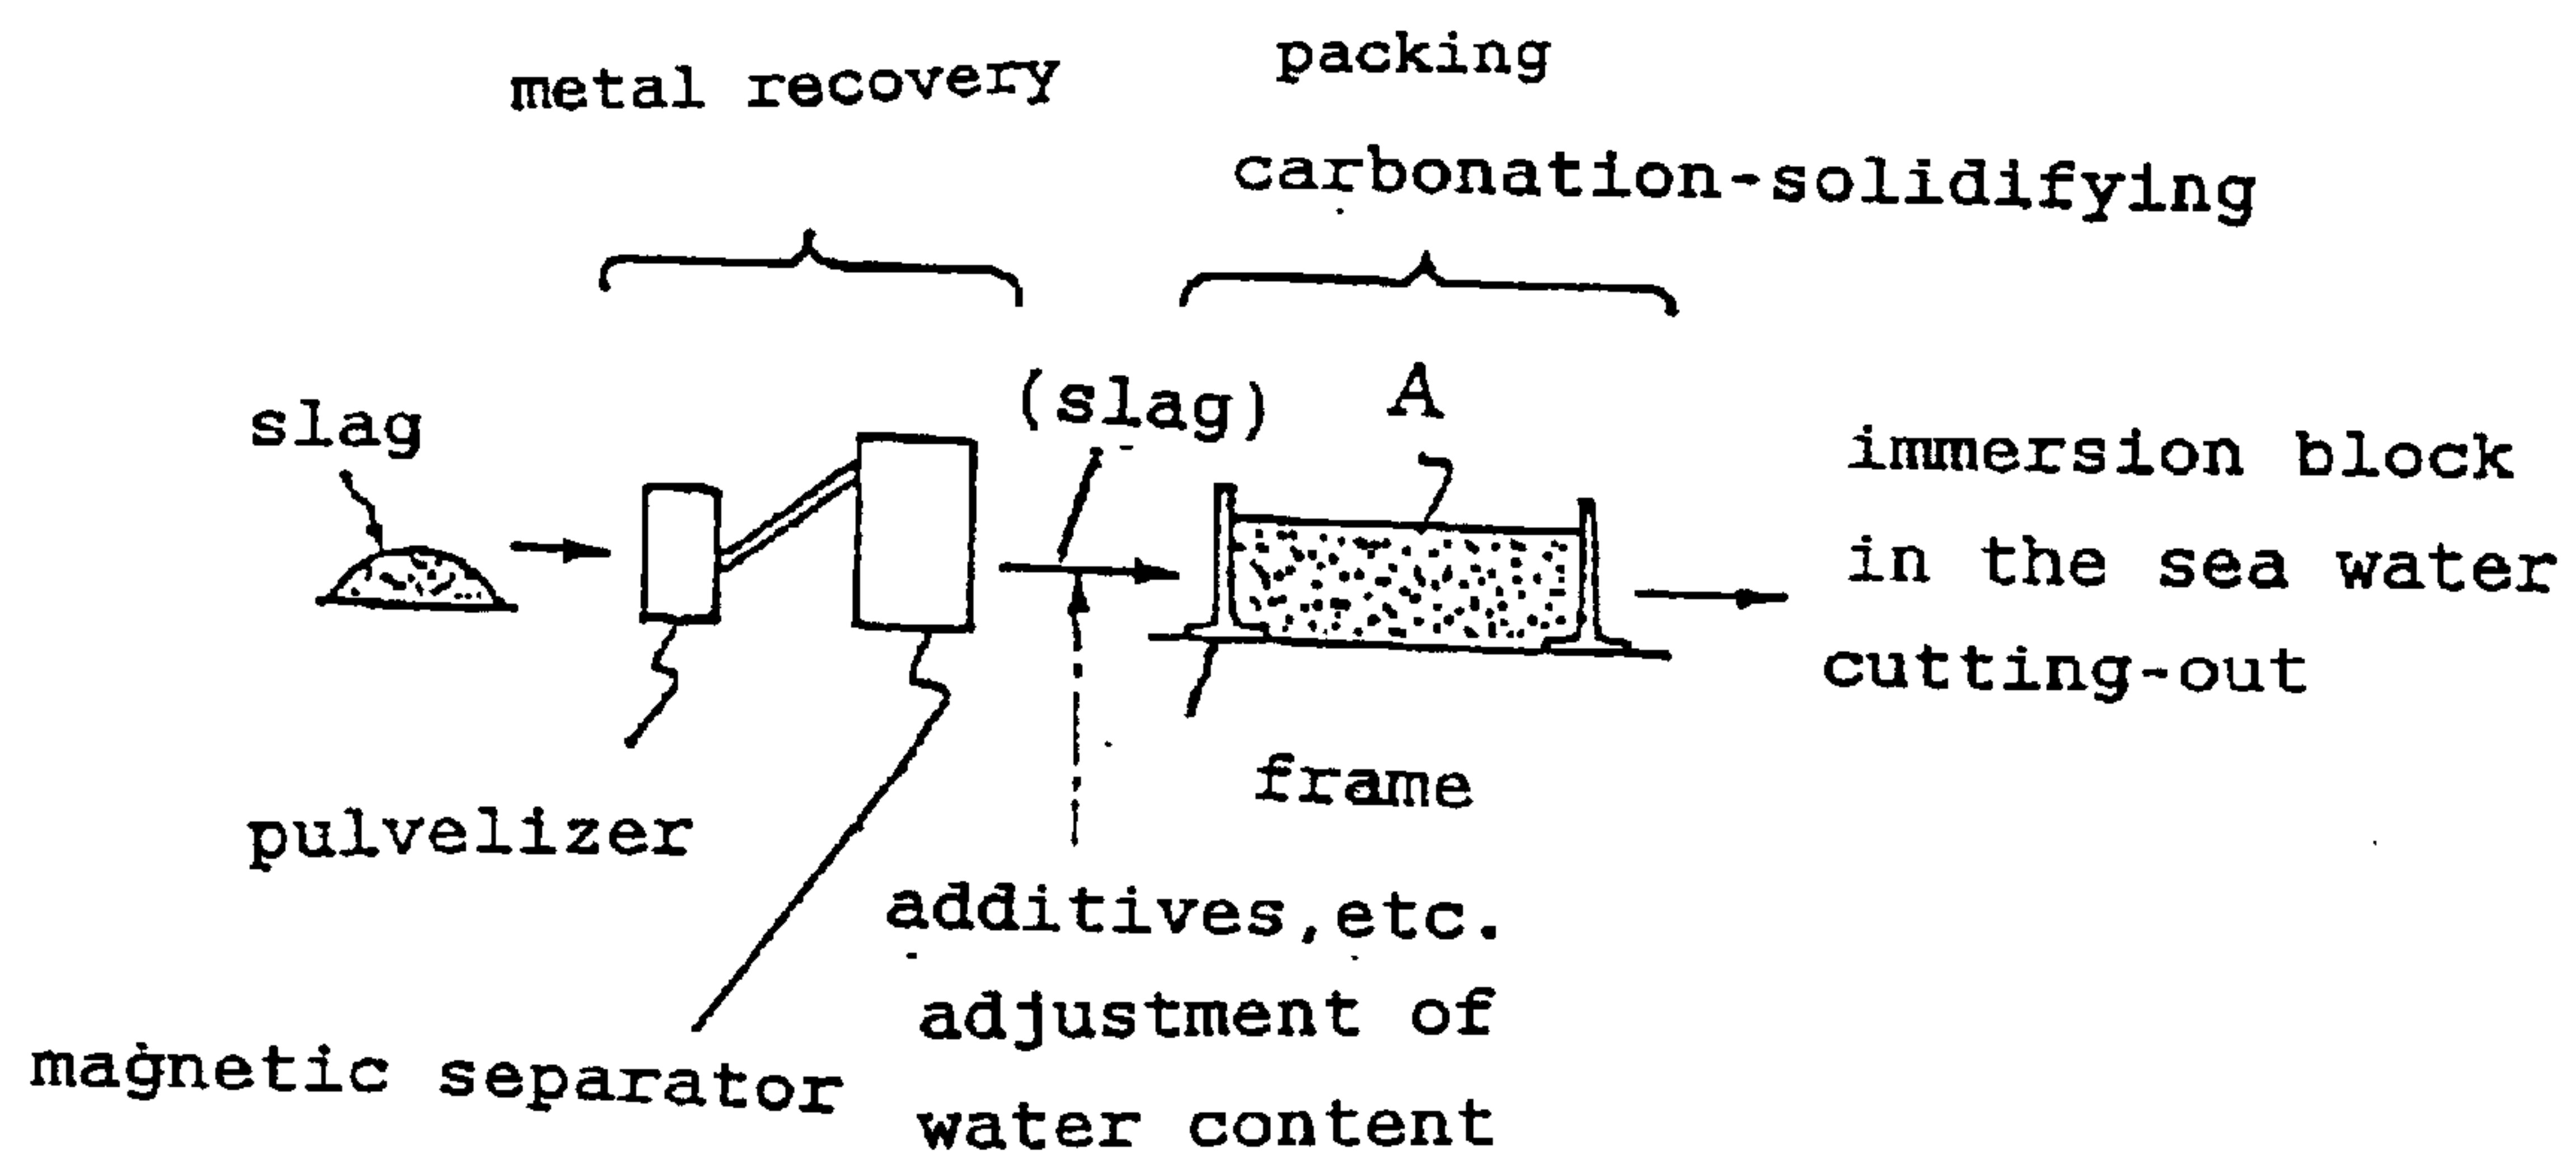 metal recovery
packing
carbonation-solidifying
slag
(slag)
A
immersion block
in the sea water
cutting-out
pulvelizer
frame
magnetic separator
additives,etc.
adjustment of
water content